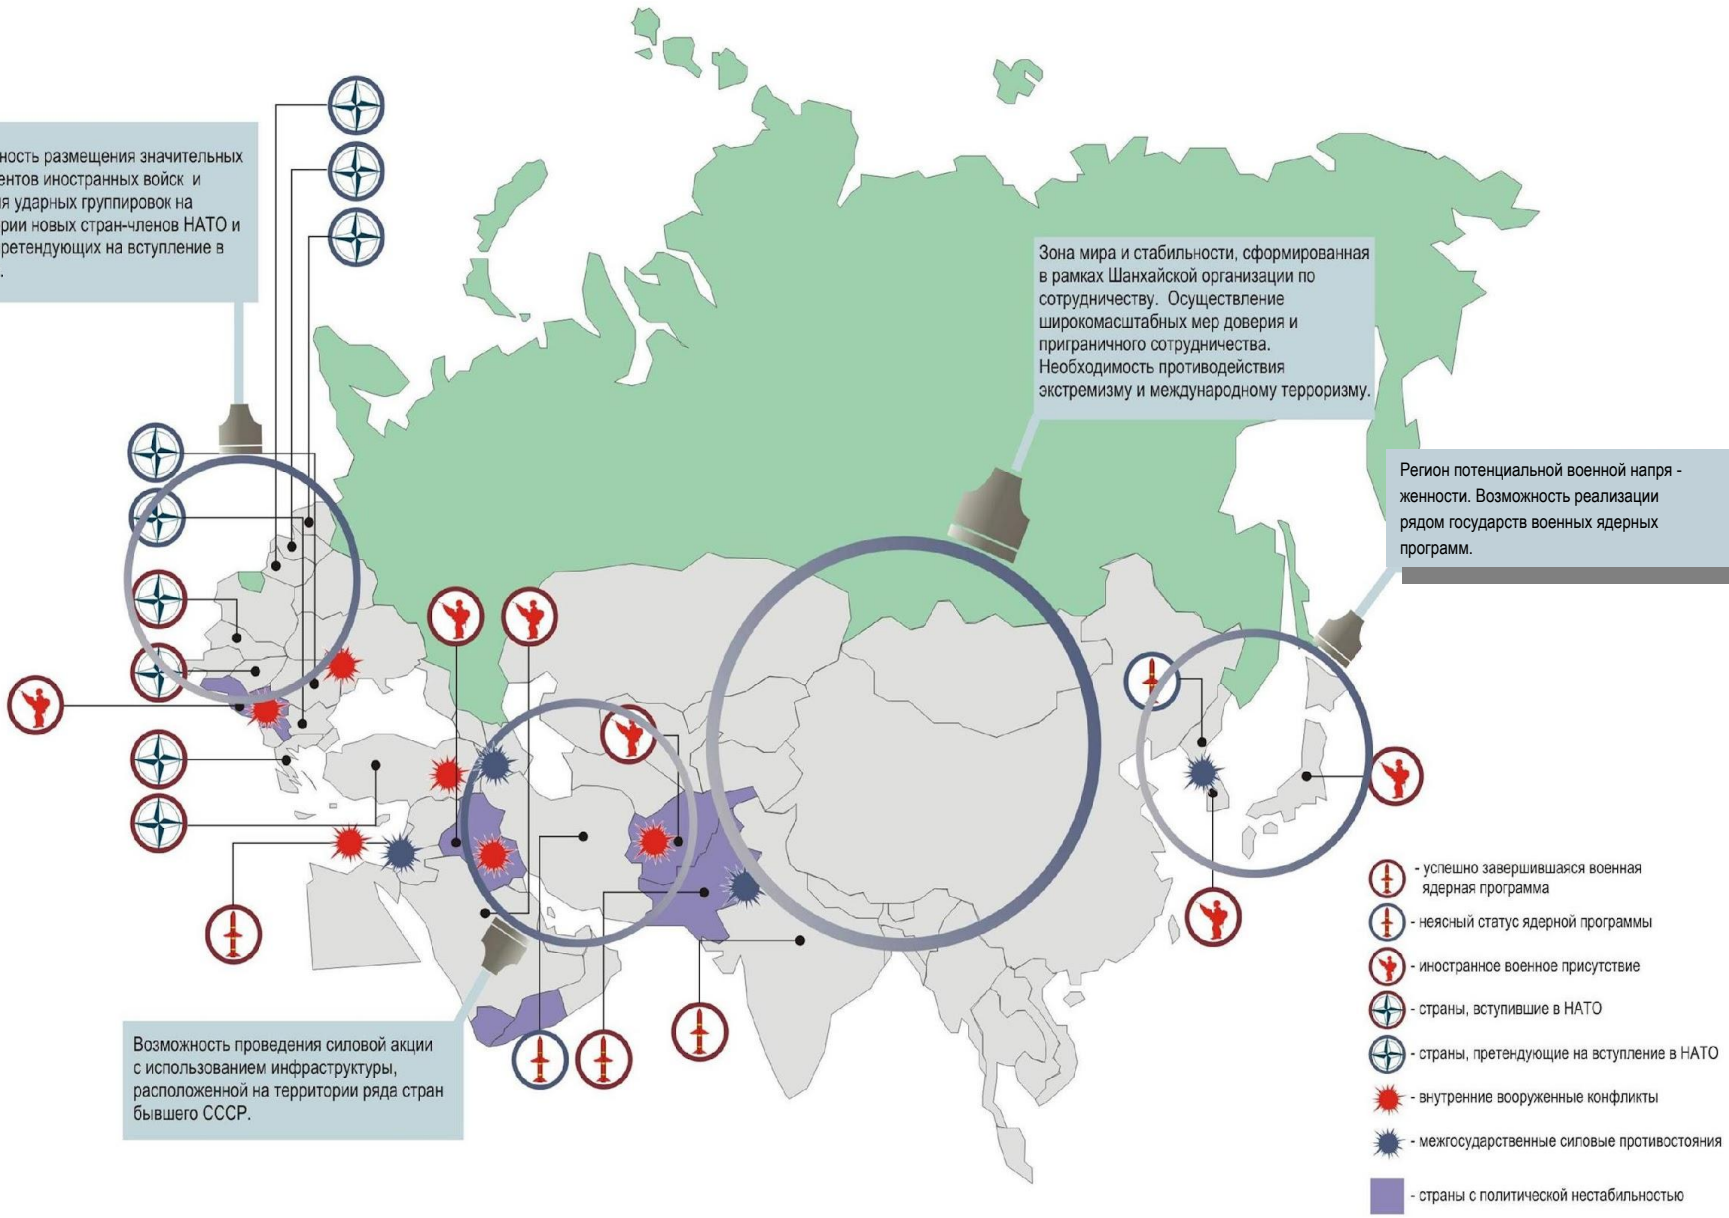 ность размещения значительных
ентов иностранных войск и
ия ударных группировок на
рии новых стран-членов НАТО и
ретендующих на вступление в
.
Зона мира и стабильности, сформированная
в рамках Шанхайской организации по
сотрудничеству. Осуществление
широкомасштабных мер доверия и
приграничного сотрудничества.
Необходимость противодействия
экстремизму и международному терроризму.
Регион потенциальной военной напря -
женности. Возможность реализации
рядом государств военных ядерных
программ.
Возможность проведения силовой акции
с использованием инфраструктуры,
расположенной на территории ряда стран
бывшего СССР.
- успешно завершившаяся военная
ядерная программа
- неясный статус ядерной программы
- иностранное военное присутствие
- страны, вступившие в НАТО
- страны, претендующие на вступление в НАТО
- внутренние вооруженные конфликты
- межгосударственные силовые противостояния
- страны с политической нестабильностью